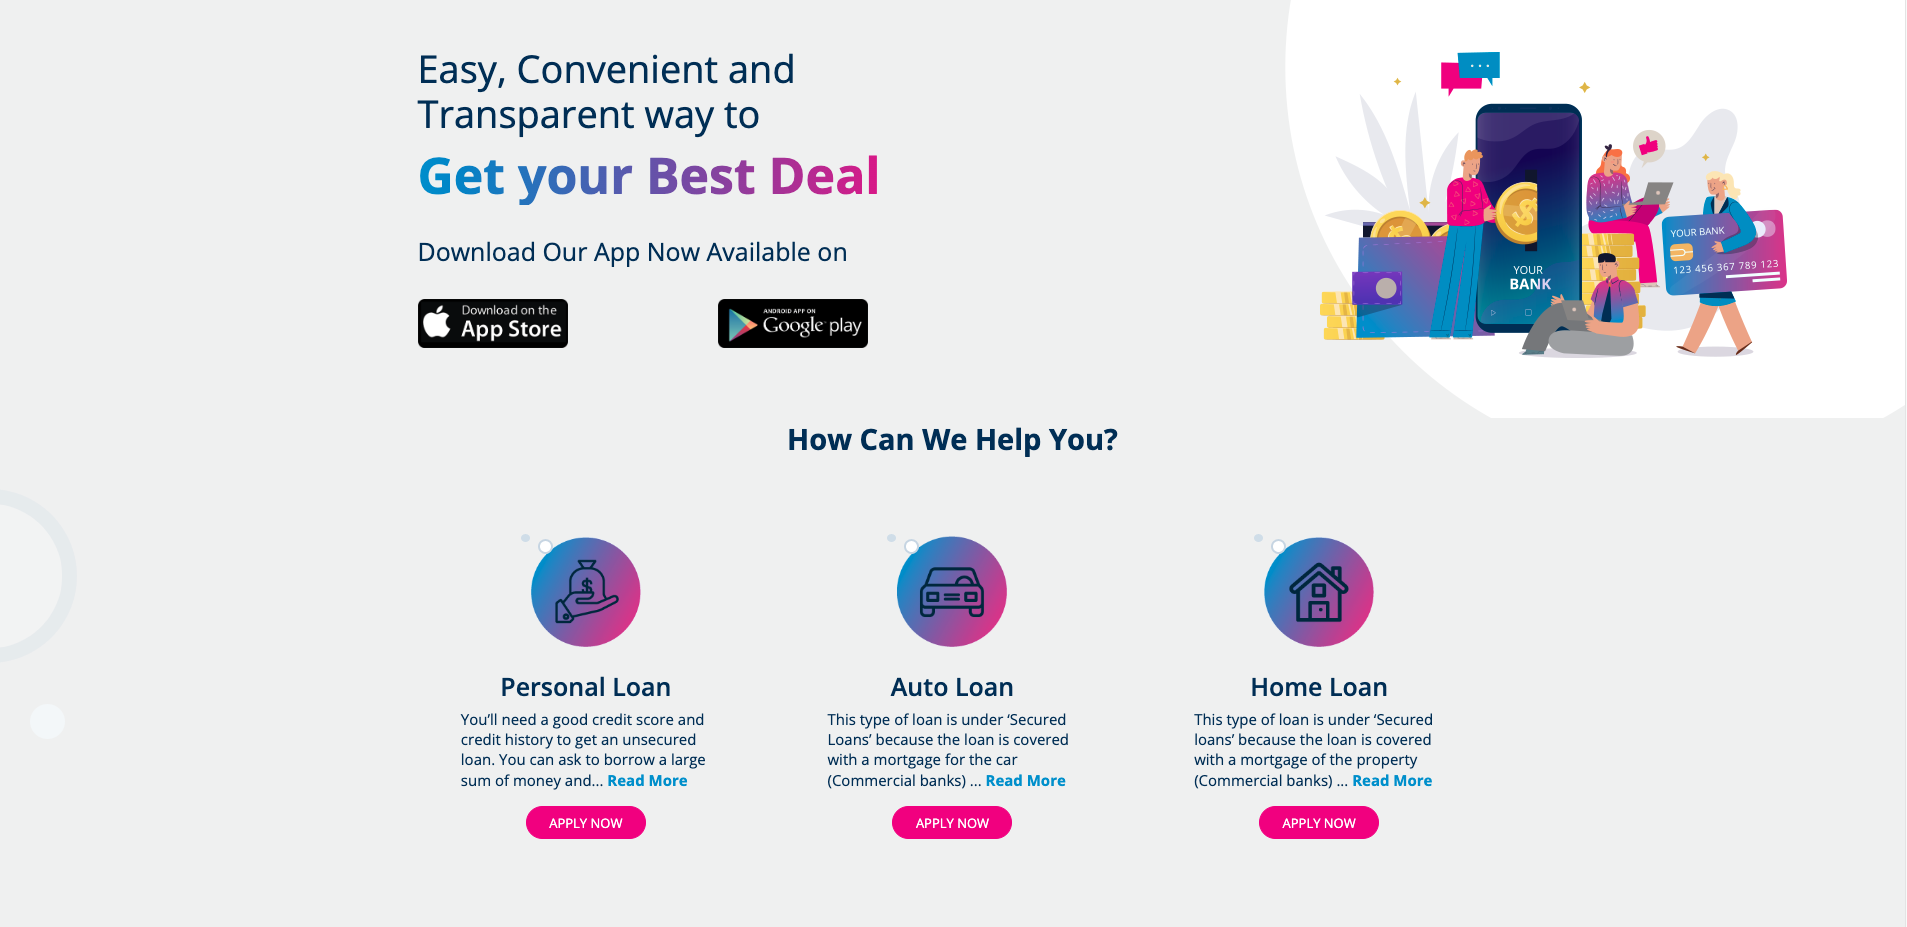 Easy, Convenient and
Transparent way to
Get your Best Deal
Download Our App Now Available on
Download on the
App Store
ANDROID APP ON
Google play
YOUR
BANK
YOUR BANK
123 456 367 789 123
How Can We Help You?
Personal Loan
You’ll need a good credit score and
credit history to get an unsecured
loan. You can ask to borrow a large
sum of money and... Read More
APPLY NOW
Auto Loan
This type of loan is under ‘Secured
Loans’ because the loan is covered
with a mortgage for the car
(Commercial banks) ... Read More
APPLY NOW
Home Loan
This type of loan is under ‘Secured
loans’ because the loan is covered
with a mortgage of the property
(Commercial banks) ... Read More
APPLY NOW